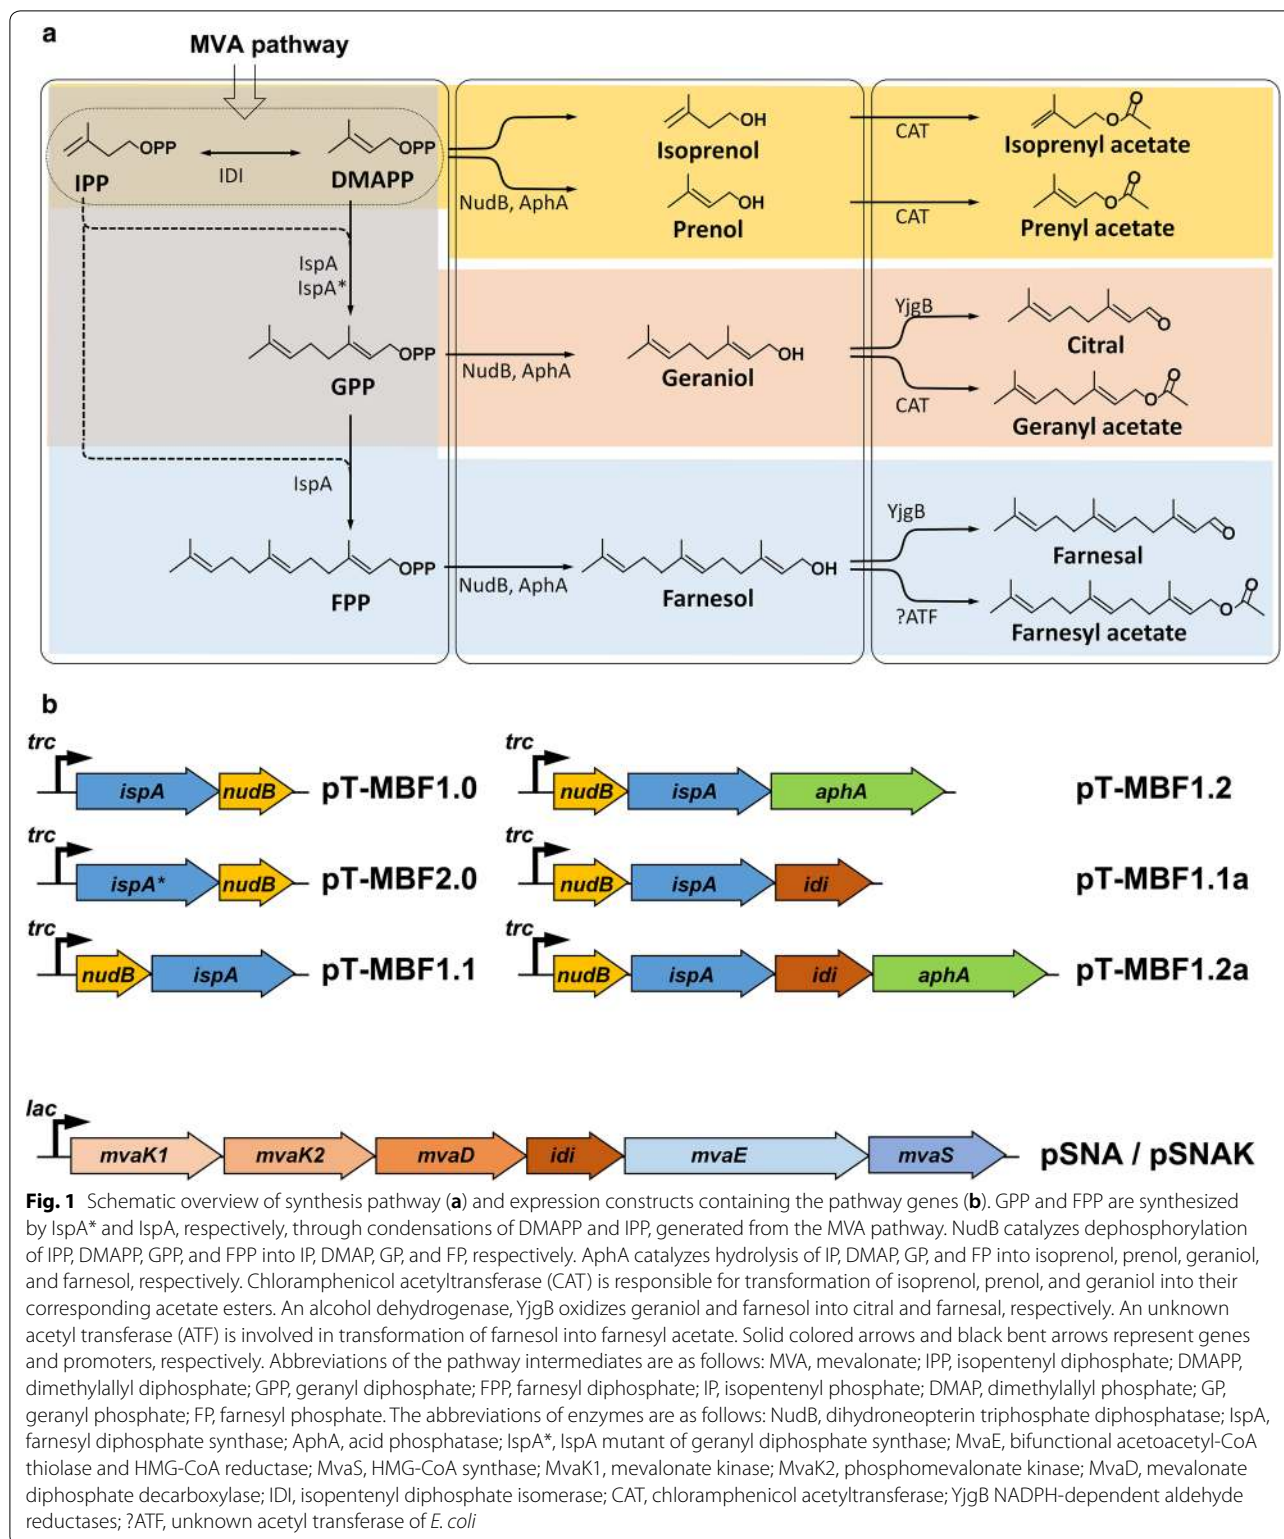 a
MVA pathway
OPP
IPP
IDI
OPP
DMAPP
NudB, AphA
OH
Isoprenol
OH
Prenol
CAT
CAT
O
O
Isoprenyl acetate
O
O
Prenyl acetate
IspA
IspA*
OPP
GPP
NudB, AphA
OH
Geraniol
YjgB
CAT
O
Citral
O
O
Geranyl acetate
IspA
OPP
FPP
NudB, AphA
OH
Farnesol
YjgB
?ATF
O
Farnesal
O
O
Farnesyl acetate
b
trc
ispA nudB pT-MBF1.0
trc
nudB ispA aphA pT-MBF1.2
trc
ispA* nudB pT-MBF2.0
trc
nudB ispA idi pT-MBF1.1a
trc
nudB ispA pT-MBF1.1
trc
nudB ispA idi aphA pT-MBF1.2a
lac
mvaK1 mvaK2 mvaD idi mvaE mvaS pSNA / pSNAK
Fig. 1 Schematic overview of synthesis pathway (a) and expression constructs containing the pathway genes (b). GPP and FPP are synthesized
by IspA* and IspA, respectively, through condensations of DMAPP and IPP, generated from the MVA pathway. NudB catalyzes dephosphorylation
of IPP, DMAPP, GPP, and FPP into IP, DMAP, GP, and FP, respectively. AphA catalyzes hydrolysis of IP, DMAP, GP, and FP into isoprenol, prenol, geraniol,
and farnesol, respectively. Chloramphenicol acetyltransferase (CAT) is responsible for transformation of isoprenol, prenol, and geraniol into their
corresponding acetate esters. An alcohol dehydrogenase, YjgB oxidizes geraniol and farnesol into citral and farnesal, respectively. An unknown
acetyl transferase (ATF) is involved in transformation of farnesol into farnesyl acetate. Solid colored arrows and black bent arrows represent genes
and promoters, respectively. Abbreviations of the pathway intermediates are as follows: MVA, mevalonate; IPP, isopentenyl diphosphate; DMAPP,
dimethylallyl diphosphate; GPP, geranyl diphosphate; FPP, farnesyl diphosphate; IP, isopentenyl phosphate; DMAP, dimethylallyl phosphate; GP,
geranyl phosphate; FP, farnesyl phosphate. The abbreviations of enzymes are as follows: NudB, dihydroneopterin triphosphate diphosphatase; IspA,
farnesyl diphosphate synthase; AphA, acid phosphatase; IspA*, IspA mutant of geranyl diphosphate synthase; MvaE, bifunctional acetoacetyl-CoA
thiolase and HMG-CoA reductase; MvaS, HMG-CoA synthase; MvaK1, mevalonate kinase; MvaK2, phosphomevalonate kinase; MvaD, mevalonate
diphosphate decarboxylase; IDI, isopentenyl diphosphate isomerase; CAT, chloramphenicol acetyltransferase; YjgB NADPH-dependent aldehyde
reductases; ?ATF, unknown acetyl transferase of E. coli